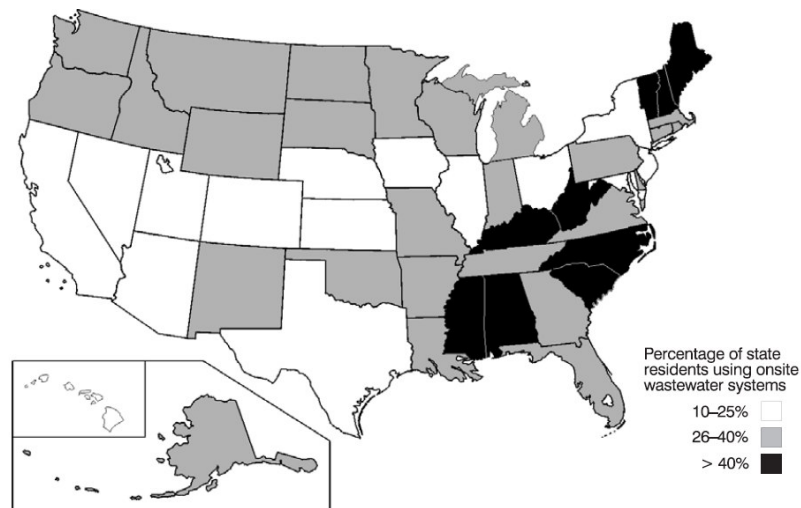 Percentage of state
residents using onsite
wastewater systems
10–25%
26–40%
> 40%